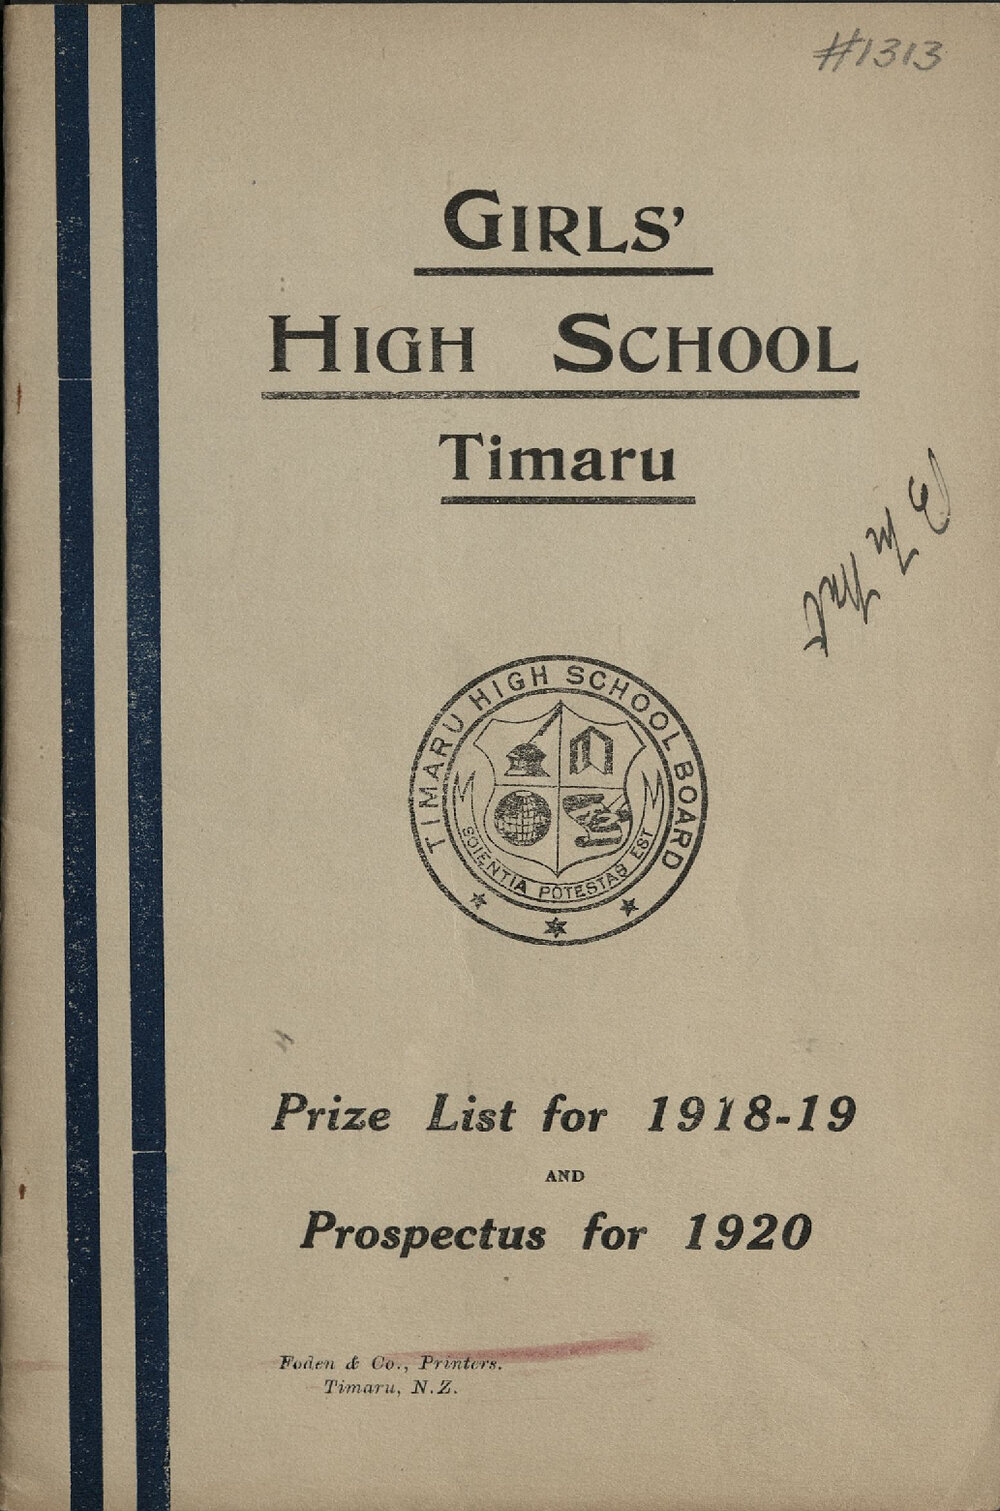 #1313
GIRLS'
HIGH SCHOOL
Timaru
TIMARU HIGH SCHOOL BOARD
SCIENTIA POTESTAS EST
Prize List for 1918-19
AND
Prospectus for 1920
Foden & Co., Printers.
Timaru, N.Z.